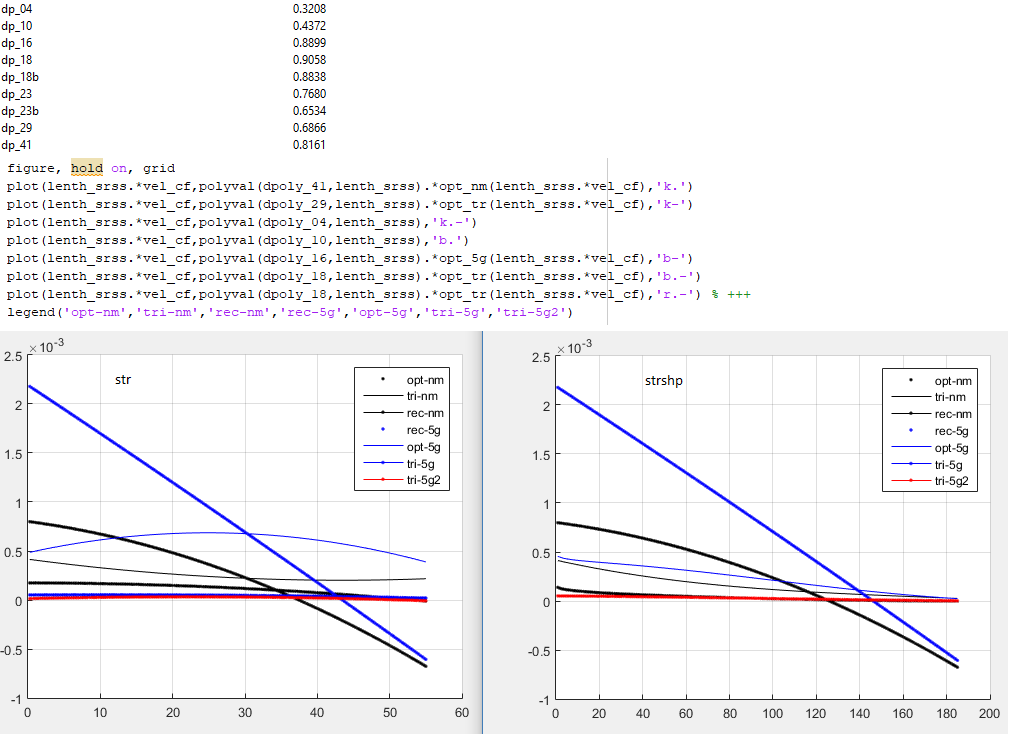 dp_04 0.3208
dp_10 0.4372
dp_16 0.8899
dp_18 0.9058
dp_18b 0.8838
dp_23 0.7680
dp_23b 0.6534
dp_29 0.6866
dp_41 0.8161
figure, hold on, grid
plot(lenth_srss.*vel_cf,polyval(dpoly_41,lenth_srss).*opt_nm(lenth_srss.*vel_cf),'k.')
plot(lenth_srss.*vel_cf,polyval(dpoly_29,lenth_srss).*opt_tr(lenth_srss.*vel_cf),'k-')
plot(lenth_srss.*vel_cf,polyval(dpoly_04,lenth_srss),'k.-')
plot(lenth_srss.*vel_cf,polyval(dpoly_10,lenth_srss),'b.')
plot(lenth_srss.*vel_cf,polyval(dpoly_16,lenth_srss).*opt_5g(lenth_srss.*vel_cf),'b-')
plot(lenth_srss.*vel_cf,polyval(dpoly_18,lenth_srss).*opt_tr(lenth_srss.*vel_cf),'b.-')
plot(lenth_srss.*vel_cf,polyval(dpoly_18,lenth_srss).*opt_tr(lenth_srss.*vel_cf),'r.-') % +++
legend('opt-nm','tri-nm','rec-nm','rec-5g','opt-5g','tri-5g','tri-5g2')
×10⁻³
2.5
2
1.5
1
0.5
0
-0.5
-1
0 10 20 30 40 50 60
str
opt-nm
tri-nm
rec-nm
rec-5g
opt-5g
tri-5g
tri-5g2
×10⁻³
2.5
2
1.5
1
0.5
0
-0.5
-1
0 20 40 60 80 100 120 140 160 180 200
strshp
opt-nm
tri-nm
rec-nm
rec-5g
opt-5g
tri-5g
tri-5g2